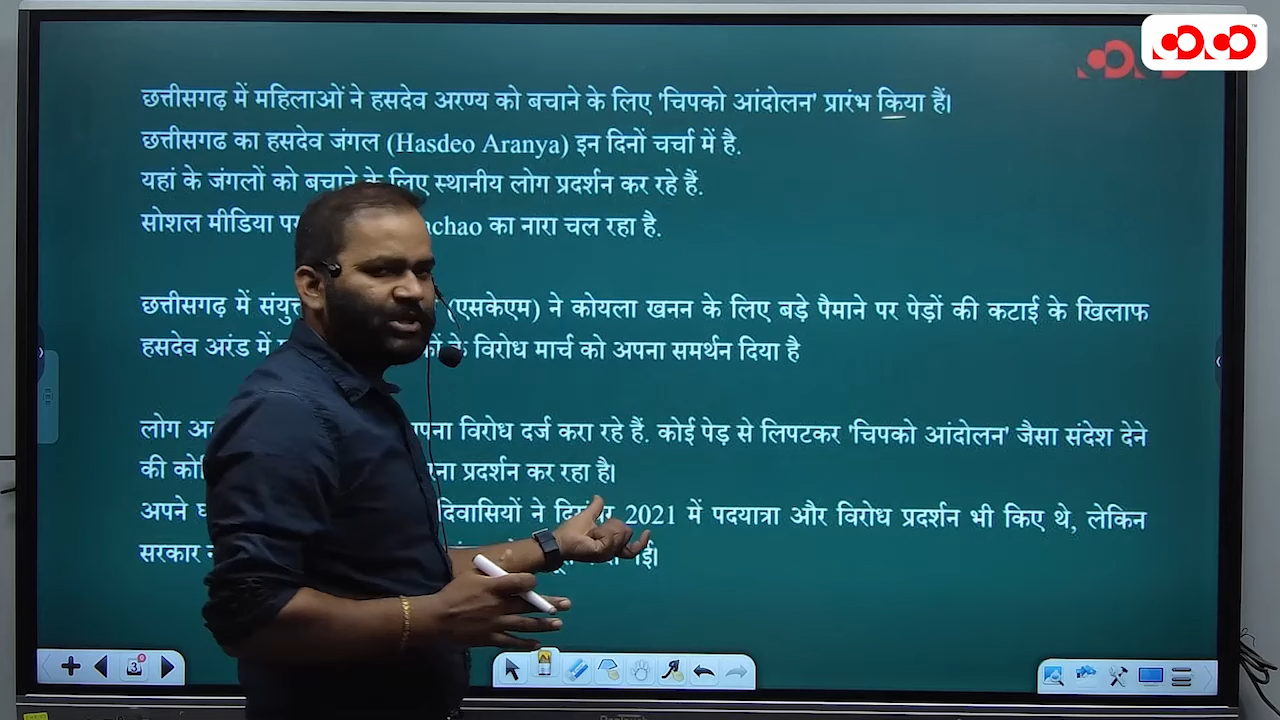 छत्तीसगढ़ में महिलाओं ने हसदेव अरण्य को बचाने के लिए 'चिपको आंदोलन' प्रारंभ किया हैं।
छत्तीसगढ का हसदेव जंगल (Hasdeo Aranya) इन दिनों चर्चा में है.
यहां के जंगलों को बचाने के लिए स्थानीय लोग प्रदर्शन कर रहे हैं.
सोशल मीडिया का नारा चल रहा है.
छत्तीसगढ़ में (एसकेएम) ने कोयला खनन के लिए बड़े पैमाने पर पेड़ों की कटाई के खिलाफ
हसदेव अरंड में के विरोध मार्च को अपना समर्थन दिया है
लोग विरोध दर्ज करा रहे हैं. कोई पेड़ से लिपटकर 'चिपको आंदोलन' जैसा संदेश देने
की प्रदर्शन कर रहा है।
अपने ने 2021 में पदयात्रा और विरोध प्रदर्शन भी किए थे, लेकिन
सरकार
3